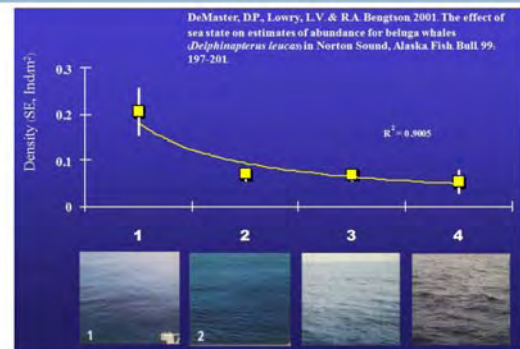 DeMaster, D.P., Lowry, L.V. & R.A. Bengtson 2001. The effect of
sea state on estimates of abundance for beluga whales
(Delphinapterus leucas) in Norton Sound, Alaska. Fish. Bull. 99:
197-201
Density (SE, Ind/m²)
0.3
0.2
0.1
0
R² = 0.9005
1 2 3 4
1 2